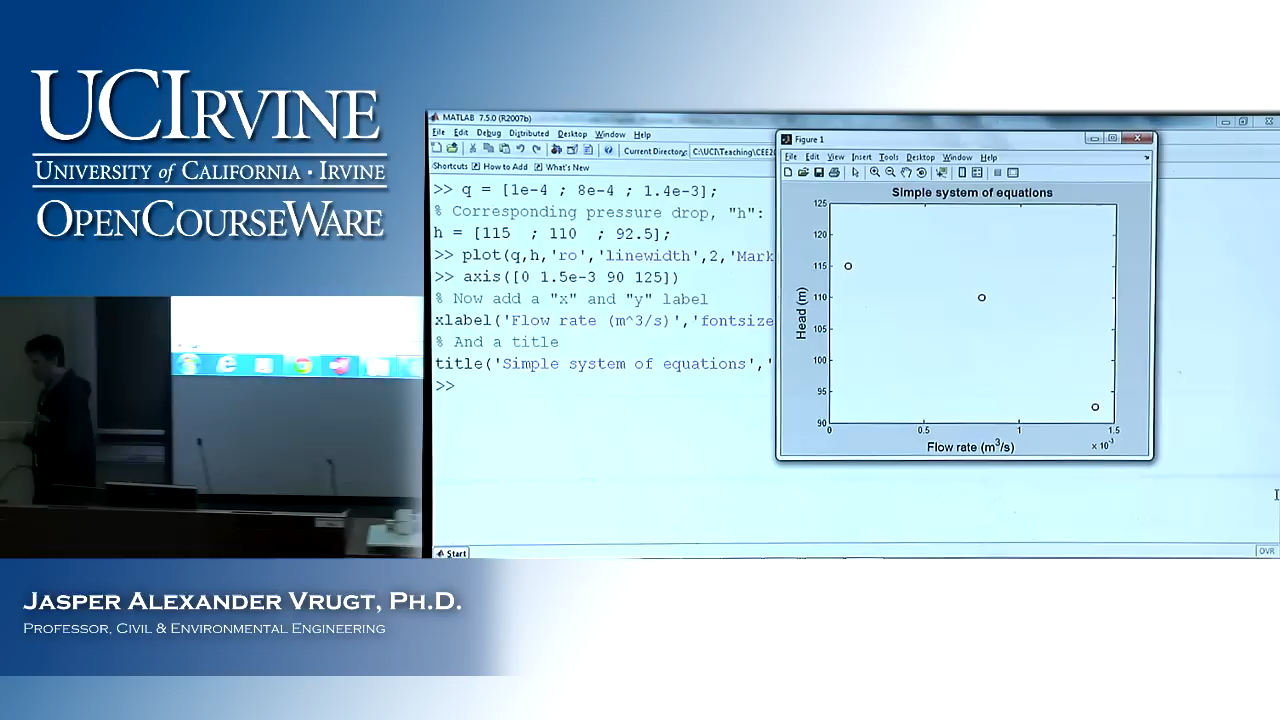 UCIRVINE
UNIVERSITY of CALIFORNIA · IRVINE
OPENCOURSEWARE
MATLAB 7.5.0 (R2007b)
File Edit Debug Distributed Desktop Window Help
Current Directory: C:\UCI\Teaching\CEE20
Shortcuts How to Add What's New
>> q = [1e-4 ; 8e-4 ; 1.4e-3];
% Corresponding pressure drop, "h":
h = [115 ; 110 ; 92.5];
>> plot(q,h,'ro','linewidth',2,'Mark
>> axis([0 1.5e-3 90 125])
% Now add a "x" and "y" label
xlabel('Flow rate (m^3/s)','fontsize
% And a title
title('Simple system of equations','
>>
Start
OVR
Figure 1
File Edit View Insert Tools Desktop Window Help
Simple system of equations
125
120
115
110
105
100
95
90
Head (m)
0 0.5 1 1.5
x 10⁻³
Flow rate (m³/s)
JASPER ALEXANDER VRUGT, PH.D.
PROFESSOR, CIVIL & ENVIRONMENTAL ENGINEERING